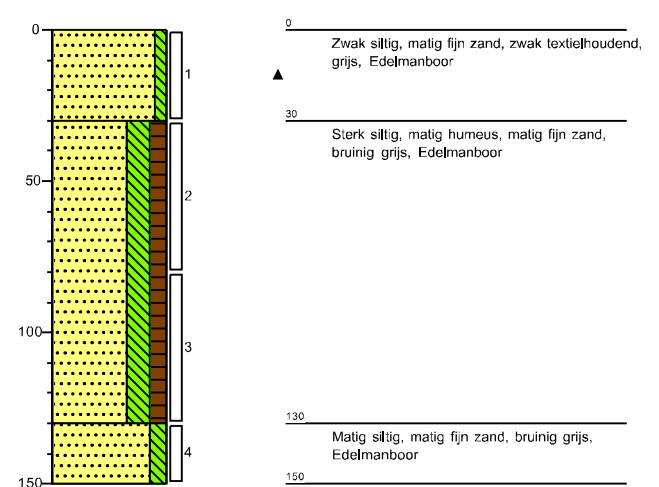 0
0
Zwak siltig, matig fijn zand, zwak textielhoudend,
grijs, Edelmanboor
1
30
Sterk siltig, matig humeus, matig fijn zand,
bruinig grijs, Edelmanboor
50
2
100
3
130
Matig siltig, matig fijn zand, bruinig grijs,
Edelmanboor
4
150
150